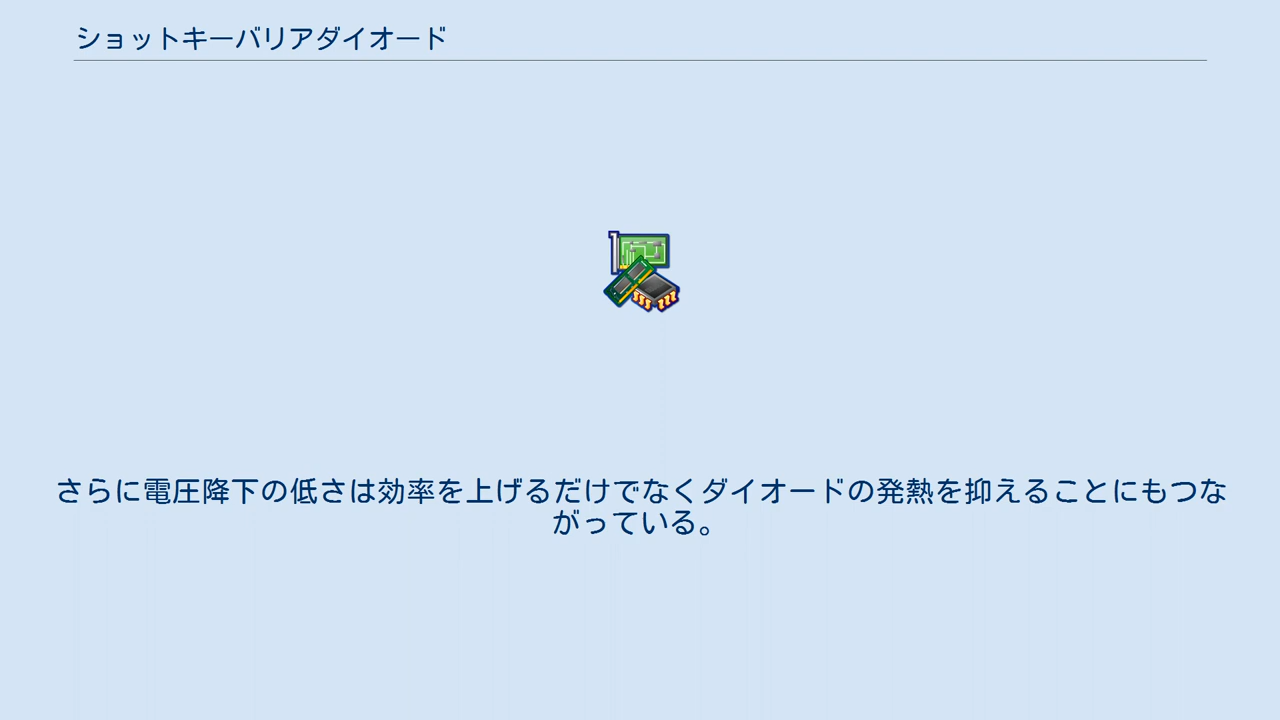 ショットキーバリアダイオード
さらに電圧降下の低さは効率を上げるだけでなくダイオードの発熱を抑えることにもつな
がっている。